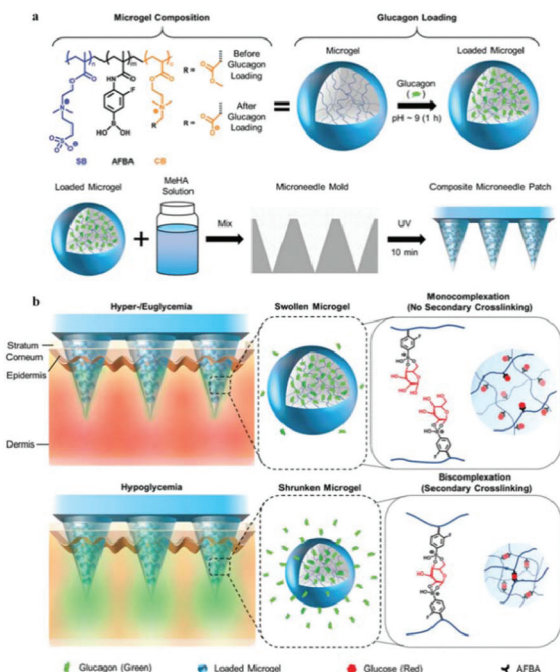 a
Microgel Composition
Glucagon Loading
Before
Glucagon
Loading
After
Glucagon
Loading
R =
R =
SB
AFBA
CB
=
Microgel
Glucagon
pH ~ 9 (1 h)
Loaded Microgel
Loaded Microgel
+
MeHA
Solution
Mix
Microneedle Mold
UV
10 min
Composite Microneedle Patch
b
Hyper-/Euglycemia
Swollen Microgel
Monocomplexation
(No Secondary Crosslinking)
Stratum
Corneum
Epidermis
Dermis
Hypoglycemia
Shrunken Microgel
Biscomplexation
(Secondary Crosslinking)
Glucagon (Green)
Loaded Microgel
Glucose (Red)
AFBA